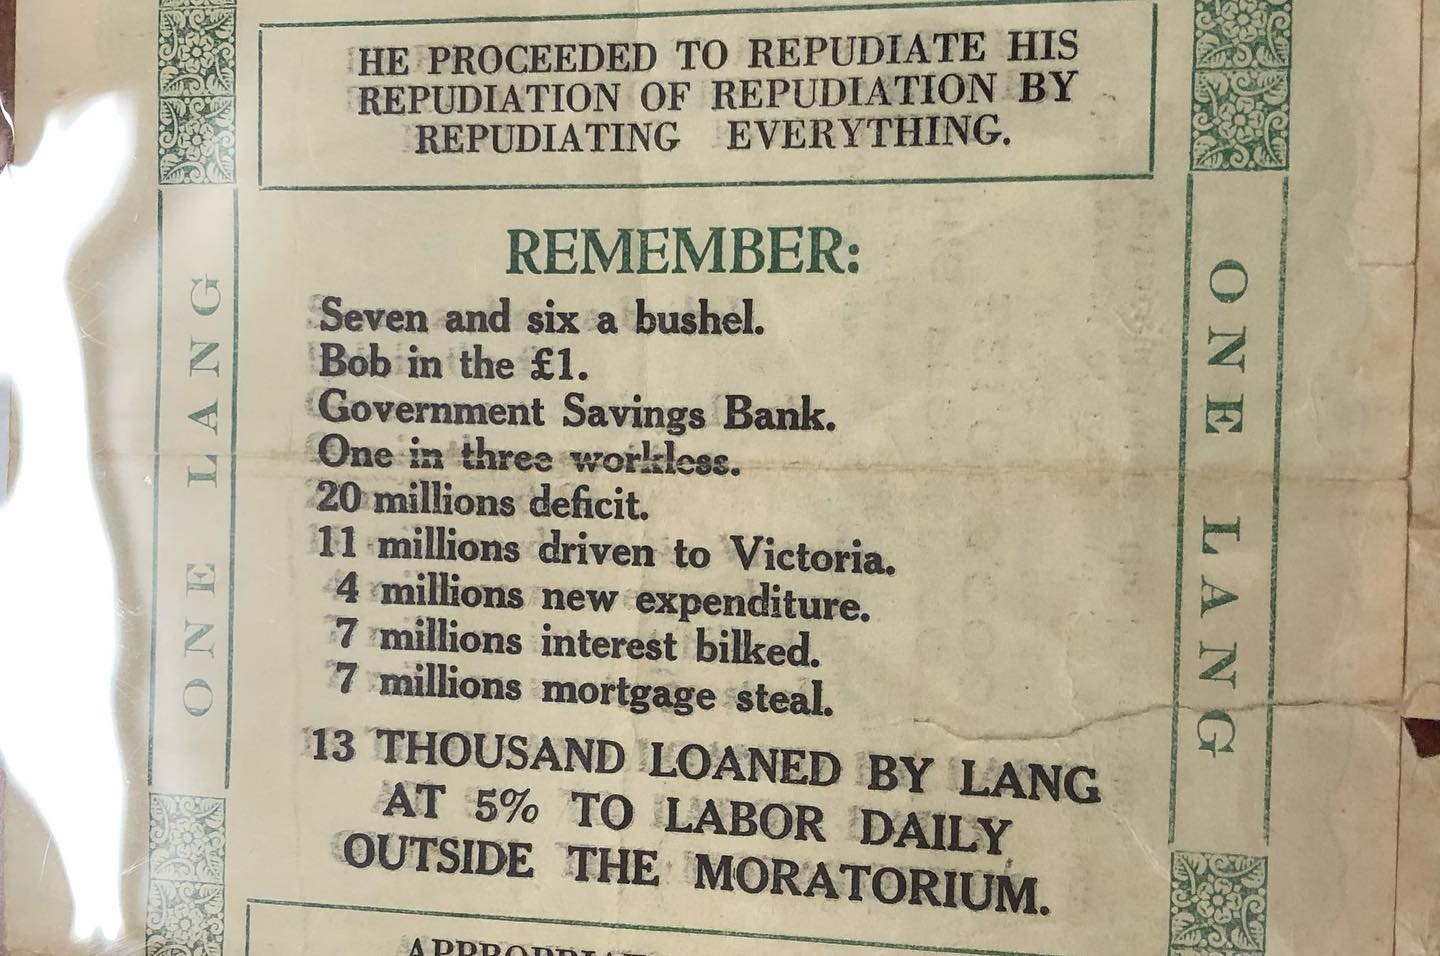 HE PROCEEDED TO REPUDIATE HIS
REPUDIATION OF REPUDIATION BY
REPUDIATING EVERYTHING.
ONE LANG
REMEMBER:
Seven and six a bushel.
Bob in the £1.
Government Savings Bank.
One in three workless.
20 millions deficit.
11 millions driven to Victoria.
4 millions new expenditure.
7 millions interest bilked.
7 millions mortgage steal.
13 THOUSAND LOANED BY LANG
AT 5% TO LABOR DAILY
OUTSIDE THE MORATORIUM.
ONE LANG